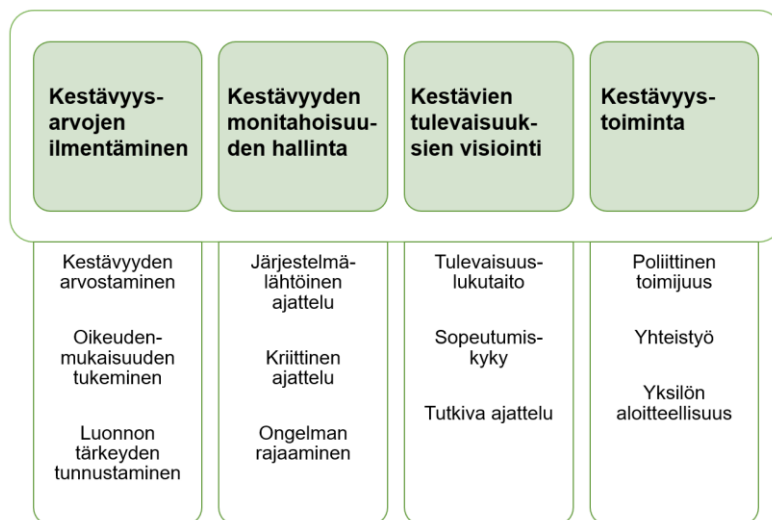 Kestävyys-
arvojen
ilmentäminen
Kestävyyden
monitahoisuu-
den hallinta
Kestävien
tulevaisuuk-
sien visiointi
Kestävyys-
toiminta
Kestävyyden
arvostaminen
Oikeuden-
mukaisuuden
tukeminen
Luonnon
tärkeyden
tunnustaminen
Järjestelmä-
lähtöinen
ajattelu
Kriittinen
ajattelu
Ongelman
rajaaminen
Tulevaisuus-
lukutaito
Sopeutumis-
kyky
Tutkiva ajattelu
Poliittinen
toimijuus
Yhteistyö
Yksilön
aloitteellisuus